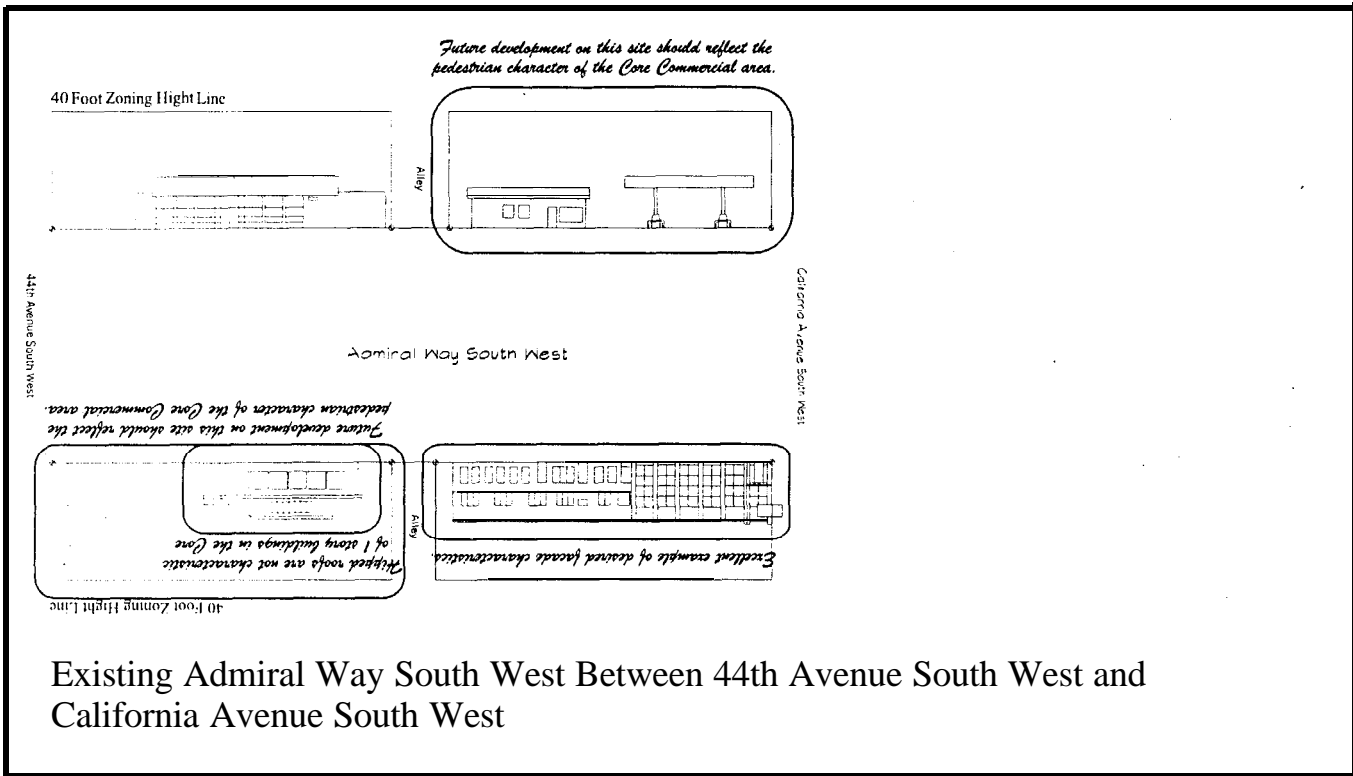 Future development on this site should reflect the
pedestrian character of the Core Commercial area.
40 Foot Zoning Hight Line
Alley
44th Avenue South West
California Avenue South West
Admiral Way South West
Future development on this site should reflect the
pedestrian character of the Core Commercial area.
Alley
Hipped roofs are not characteristic
of 1 story buildings in the Core
Excellent example of desired facade characteristics.
40 Foot Zoning Hight Line
Existing Admiral Way South West Between 44th Avenue South West and
California Avenue South West